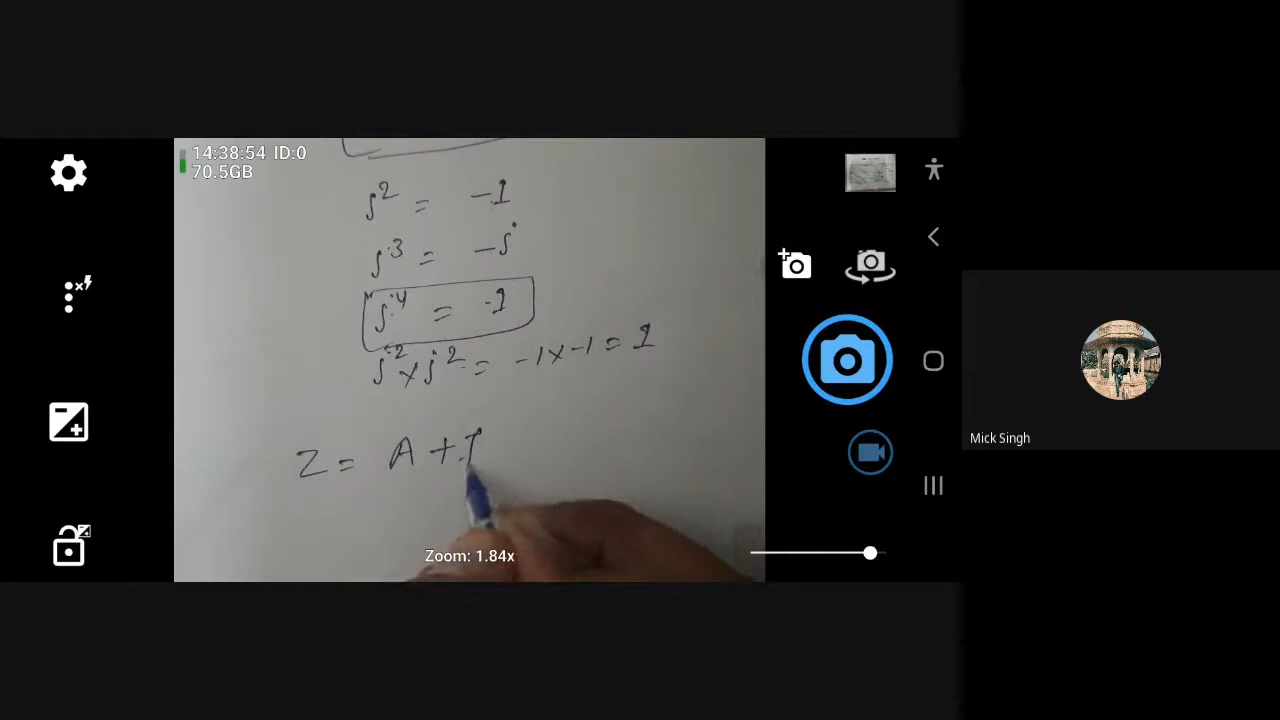 14:38:54 ID:0
70.5GB
j² = -1
j³ = -j
j⁴ = 1
j² × j² = -1 × -1 = 1
Z = A + j
Zoom: 1.84x
Mick Singh